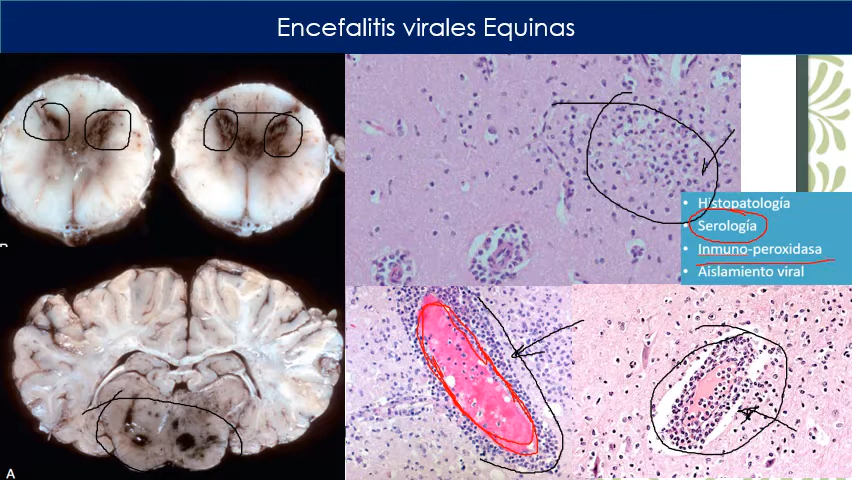 Encefalitis virales Equinas
• Histopatología
• Serología
• Inmuno-peroxidasa
• Aislamiento viral
A